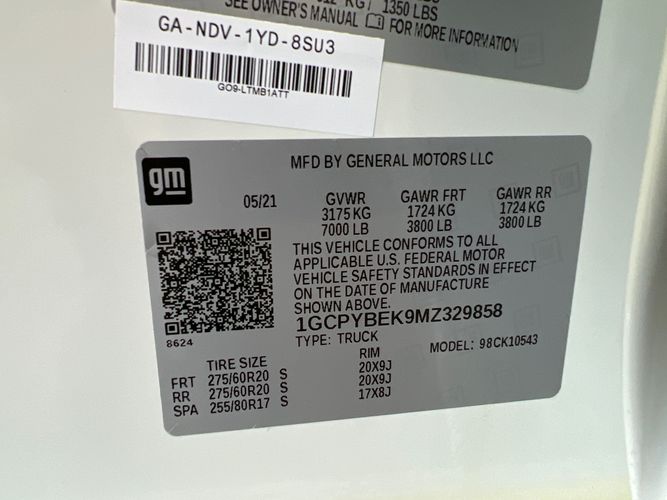 KG / 1350 LBS
SEE OWNER'S MANUAL FOR MORE INFORMATION
GA-NDV-1YD-8SU3
GO9-LTMB1ATT
gm
MFD BY GENERAL MOTORS LLC
05/21 GVWR GAWR FRT GAWR RR
3175 KG 1724 KG 1724 KG
7000 LB 3800 LB 3800 LB
THIS VEHICLE CONFORMS TO ALL
APPLICABLE U.S. FEDERAL MOTOR
VEHICLE SAFETY STANDARDS IN EFFECT
ON THE DATE OF MANUFACTURE
SHOWN ABOVE.
1GCPYBEK9MZ329858
8624
TYPE: TRUCK MODEL: 98CK10543
TIRE SIZE RIM
FRT 275/60R20 S 20X9J
RR 275/60R20 S 20X9J
SPA 255/80R17 S 17X8J